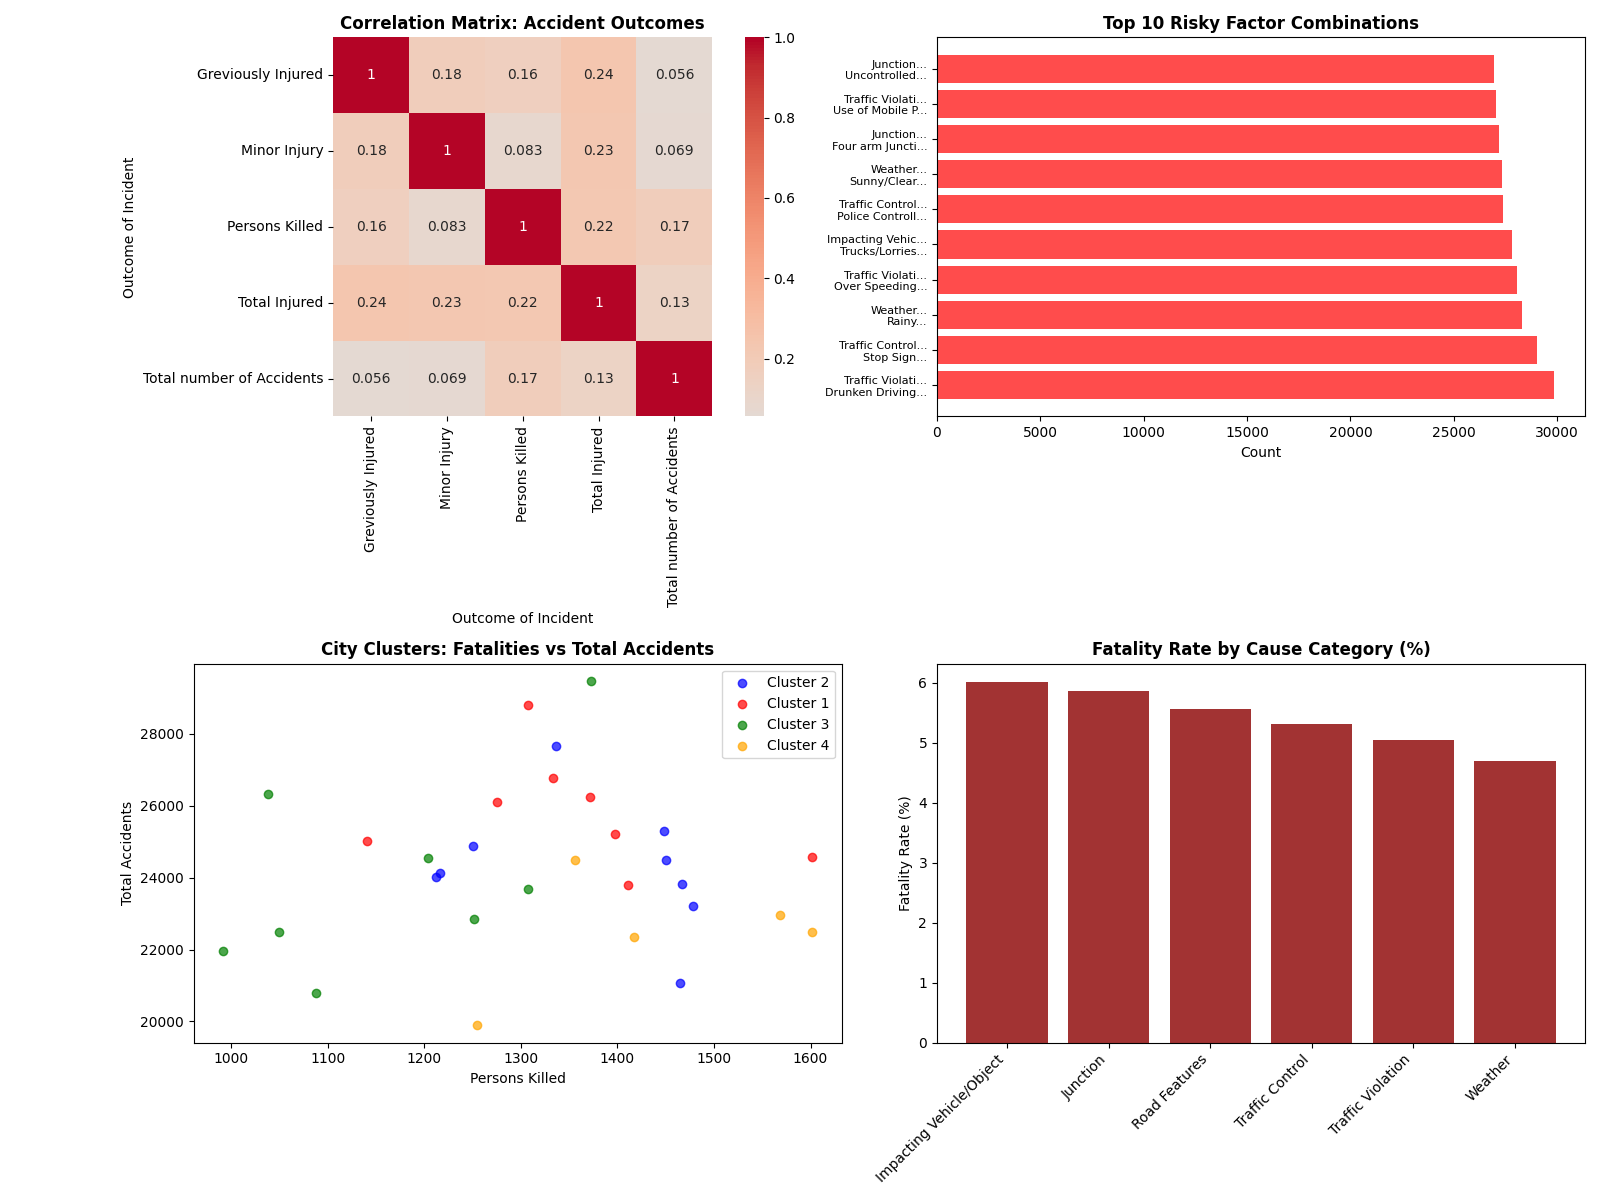 Correlation Matrix: Accident Outcomes
Outcome of Incident
Greviously Injured
Minor Injury
Persons Killed
Total Injured
Total number of Accidents
1 0.18 0.16 0.24 0.056
0.18 1 0.083 0.23 0.069
0.16 0.083 1 0.22 0.17
0.24 0.23 0.22 1 0.13
0.056 0.069 0.17 0.13 1
Greviously Injured
Minor Injury
Persons Killed
Total Injured
Total number of Accidents
Outcome of Incident
1.0
0.8
0.6
0.4
0.2
Top 10 Risky Factor Combinations
Junction...
Uncontrolled...
Traffic Violati...
Use of Mobile P...
Junction...
Four arm Juncti...
Weather...
Sunny/Clear...
Traffic Control...
Police Controll...
Impacting Vehic...
Trucks/Lorries...
Traffic Violati...
Over Speeding...
Weather...
Rainy...
Traffic Control...
Stop Sign...
Traffic Violati...
Drunken Driving...
0 5000 10000 15000 20000 25000 30000
Count
City Clusters: Fatalities vs Total Accidents
Total Accidents
28000
26000
24000
22000
20000
Cluster 2
Cluster 1
Cluster 3
Cluster 4
1000 1100 1200 1300 1400 1500 1600
Persons Killed
Fatality Rate by Cause Category (%)
Fatality Rate (%)
6
5
4
3
2
1
0
Impacting Vehicle/Object
Junction
Road Features
Traffic Control
Traffic Violation
Weather